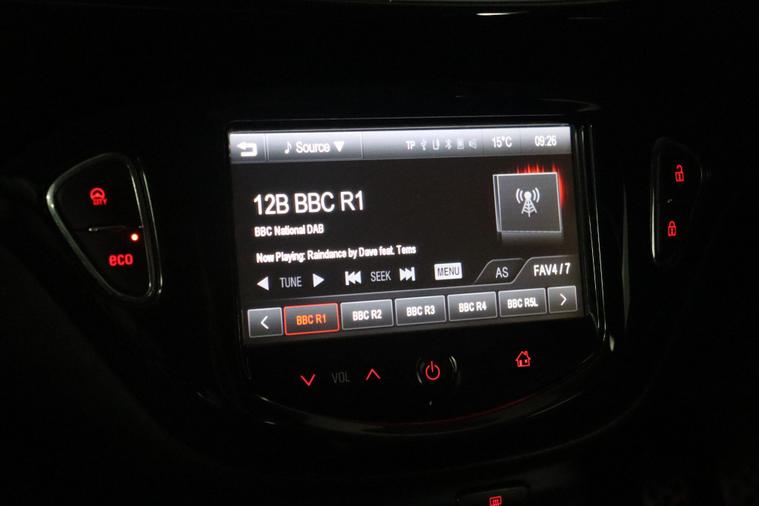 Source TP 15°C 09:26
12B BBC R1
BBC National DAB
Now Playing: Raindance by Dave feat. Tems
TUNE SEEK MENU AS FAV4 / 7
BBC R1 BBC R2 BBC R3 BBC R4 BBC R5L
CITY
eco
VOL